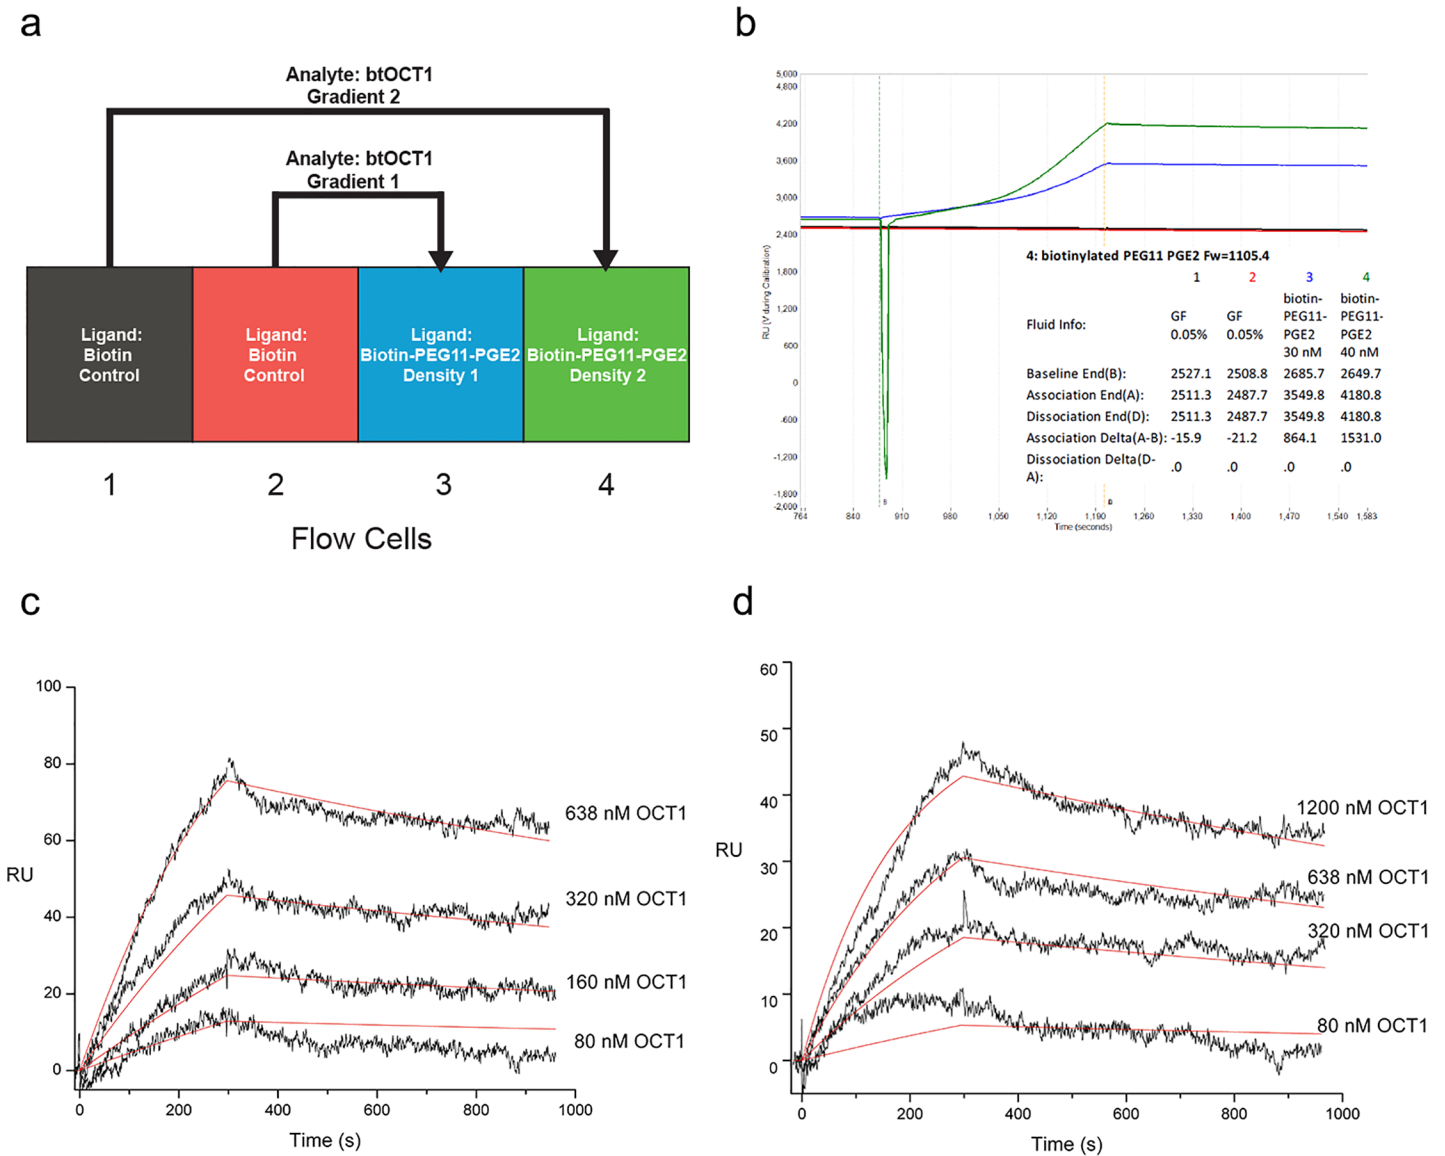 a
Analyte: btOCT1
Gradient 2
Analyte: btOCT1
Gradient 1
Ligand:
Biotin
Control
Ligand:
Biotin
Control
Ligand:
Biotin-PEG11-PGE2
Density 1
Ligand:
Biotin-PEG11-PGE2
Density 2
1 2 3 4
Flow Cells
b
5,000
4,800
4,200
3,600
3,000
2,400
1,800
1,200
600
0
-600
-1,200
-1,800
-2,000
RU (V during Calibration)
764 840 910 980 1,050 1,120 1,190 1,260 1,330 1,400 1,470 1,540 1,583
Time (seconds)
4: biotinylated PEG11 PGE2 Fw=1105.4
1 2 3 4
Fluid Info:
GF
0.05%
GF
0.05%
biotin-
PEG11-
PGE2
30 nM
biotin-
PEG11-
PGE2
40 nM
Baseline End(B): 2527.1 2508.8 2685.7 2649.7
Association End(A): 2511.3 2487.7 3549.8 4180.8
Dissociation End(D): 2511.3 2487.7 3549.8 4180.8
Association Delta(A-B): -15.9 -21.2 864.1 1531.0
Dissociation Delta(D-
A): .0 .0 .0 .0
c
100
80
60
40
20
0
RU
638 nM OCT1
320 nM OCT1
160 nM OCT1
80 nM OCT1
0 200 400 600 800 1000
Time (s)
d
60
50
40
30
20
10
0
RU
1200 nM OCT1
638 nM OCT1
320 nM OCT1
80 nM OCT1
0 200 400 600 800 1000
Time (s)